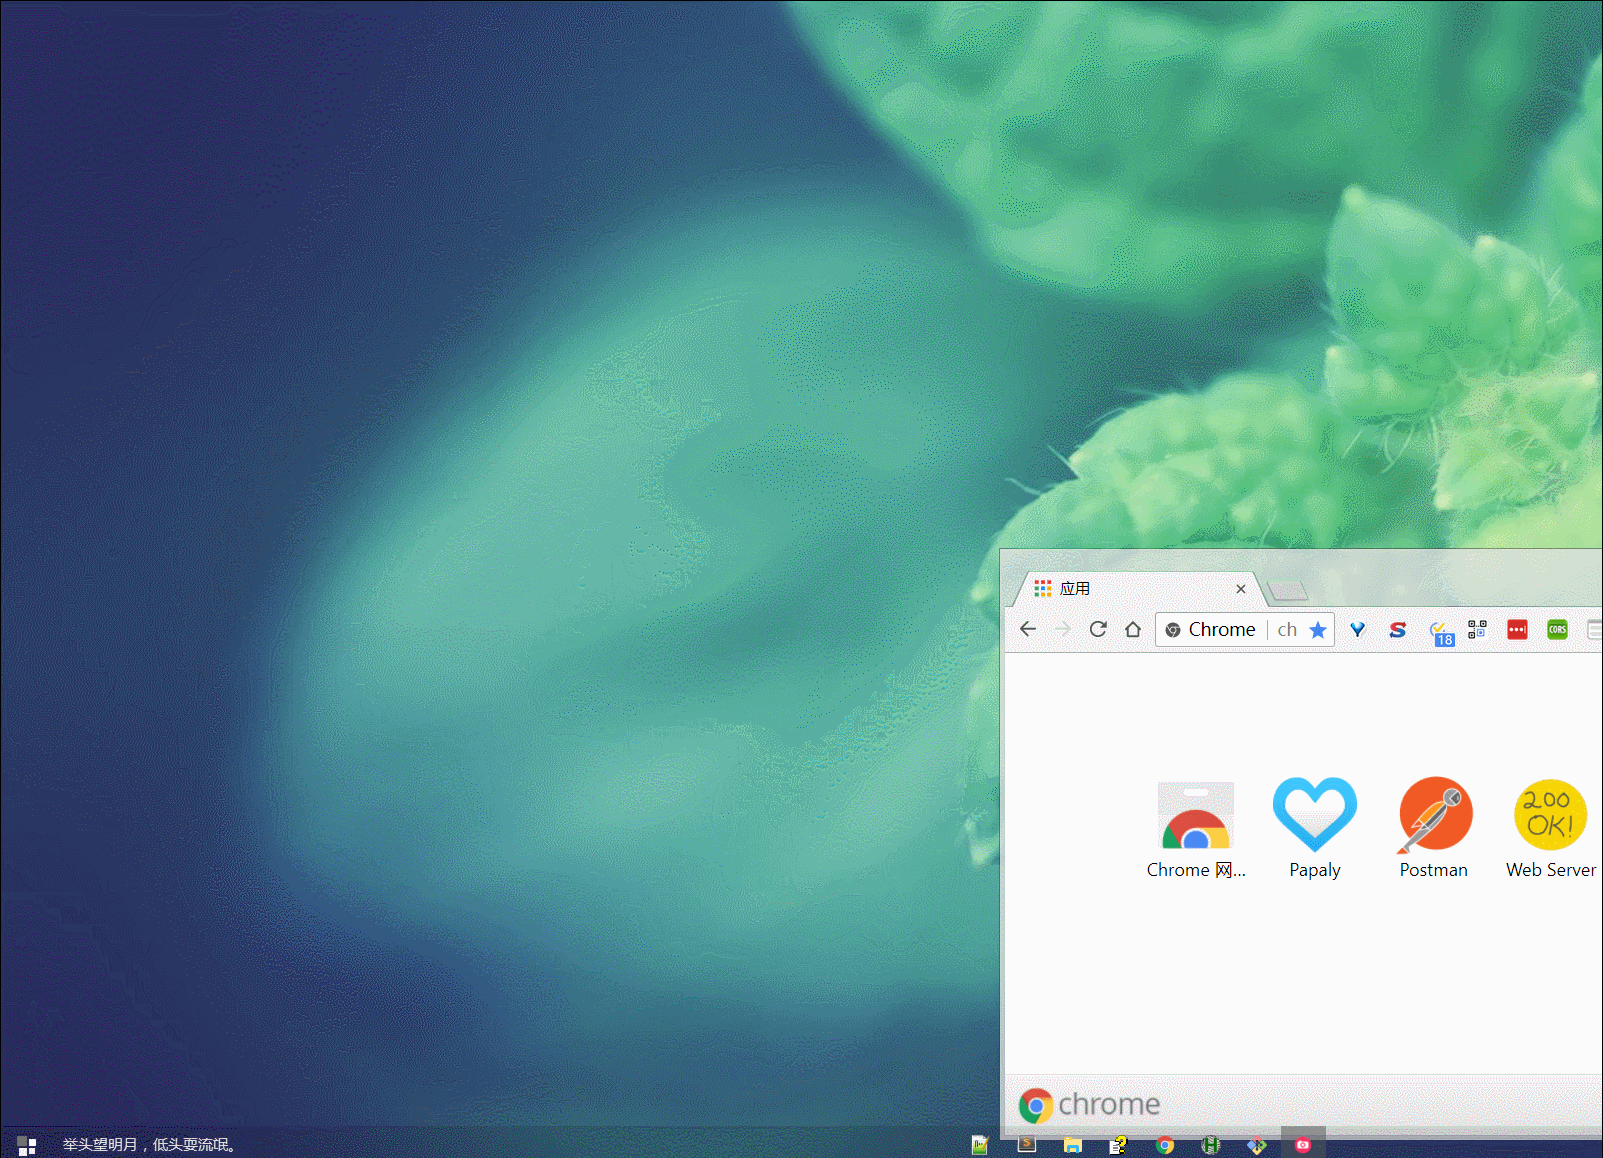 应用
Chrome ch
18
CORS
200
OK!
Chrome 网...
Papaly
Postman
Web Server
chrome
举头望明月，低头耍流氓。